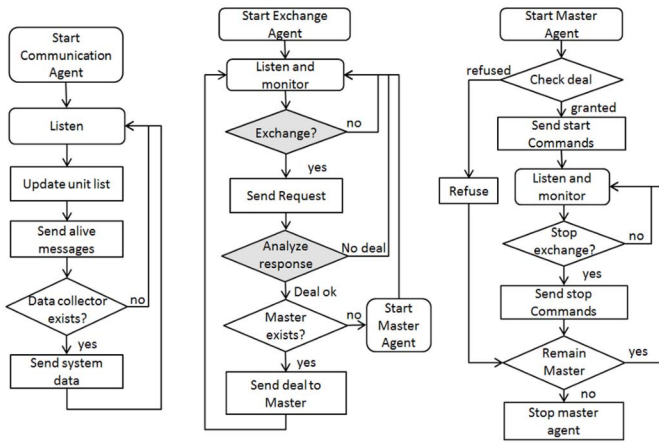 Start
Communication
Agent
Listen
Update unit list
Send alive
messages
Data collector
exists?
no
yes
Send system
data
Start Exchange
Agent
Listen and
monitor
Exchange?
no
yes
Send Request
Analyze
response
No deal
Deal ok
Master
exists?
no
Start
Master
Agent
yes
Send deal to
Master
Start Master
Agent
refused
Check deal
granted
Send start
Commands
Refuse
Listen and
monitor
Stop
exchange?
no
yes
Send stop
Commands
Remain
Master
yes
no
Stop master
agent